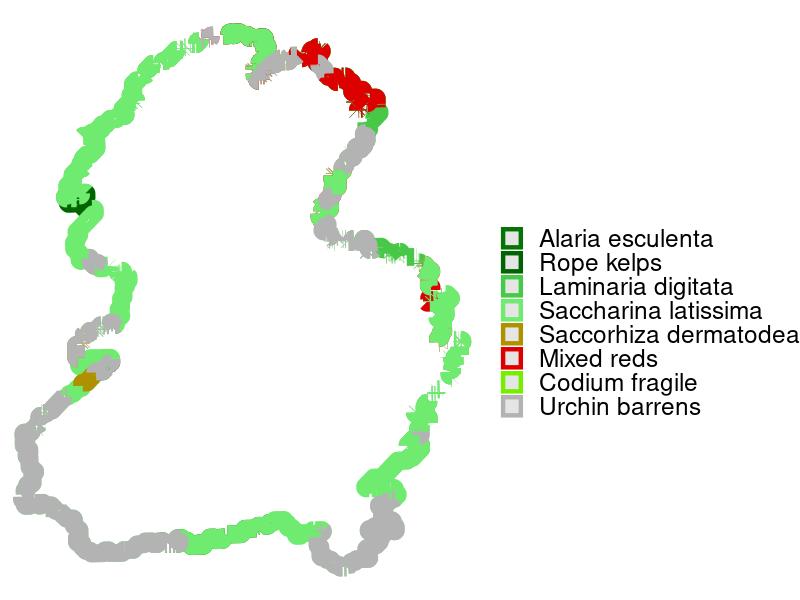 Alaria esculenta
Rope kelps
Laminaria digitata
Saccharina latissima
Saccorhiza dermatodea
Mixed reds
Codium fragile
Urchin barrens